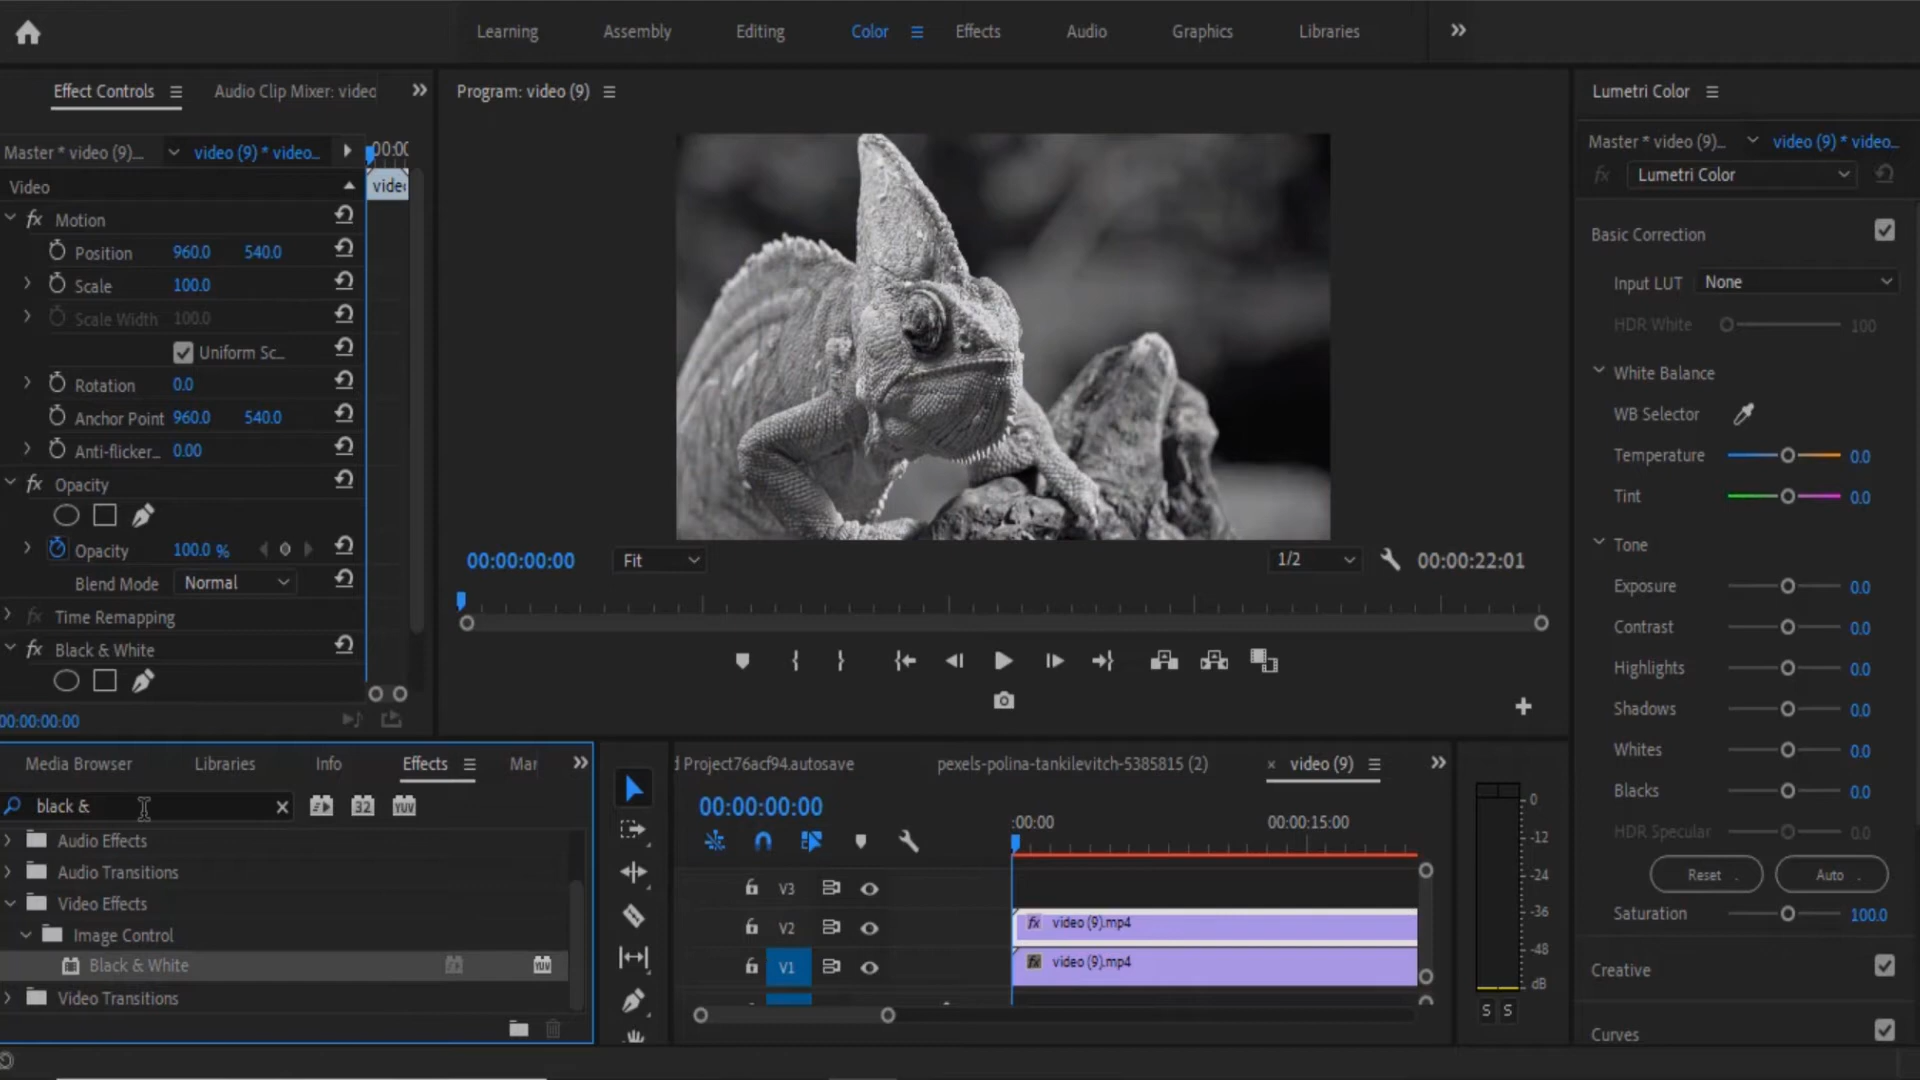 Learning Assembly Editing Color Effects Audio Graphics Libraries
Effect Controls Audio Clip Mixer: video
Program: video (9)
Lumetri Color
Master * video (9)... video (9) * video...
:00:00
Video
video
Motion
Position 960.0 540.0
Scale 100.0
Scale Width 100.0
Uniform Sc...
Rotation 0.0
Anchor Point 960.0 540.0
Anti-flicker... 0.00
fx Opacity
Opacity 100.0 %
Blend Mode Normal
fx Time Remapping
fx Black & White
00:00:00:00
00:00:00:00 Fit 1/2 00:00:22:01
Master * video (9)... video (9) * video...
fx Lumetri Color
Basic Correction
Input LUT None
HDR White 100
White Balance
WB Selector
Temperature 0.0
Tint 0.0
Tone
Exposure 0.0
Contrast 0.0
Highlights 0.0
Shadows 0.0
Whites 0.0
Blacks 0.0
HDR Specular 0.0
Reset Auto
Saturation 100.0
Creative
Curves
Media Browser Libraries Info Effects Mar
black & 32 YUV
Audio Effects
Audio Transitions
Video Effects
Image Control
Black & White YUV
Video Transitions
d Project76acf94.autosave pexels-polina-tankilevitch-5385815 (2) × video (9)
00:00:00:00
:00:00 00:00:15:00
V3
V2 fx video (9).mp4
V1 fx video (9).mp4
0
-12
-24
-36
-48
dB
S S